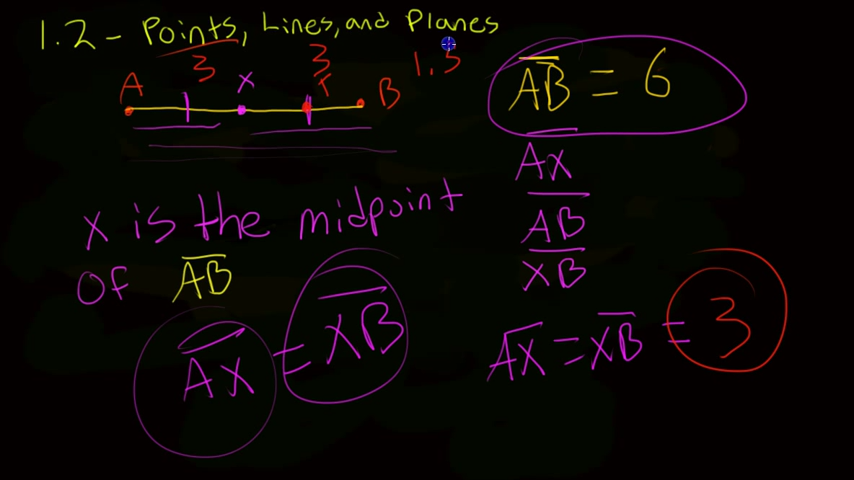 1.2 - Points, Lines, and Planes
3 3 1.5
A X T B
AB = 6
AX
AB
XB
X is the midpoint
of AB
AX = XB
AX = XB = 3